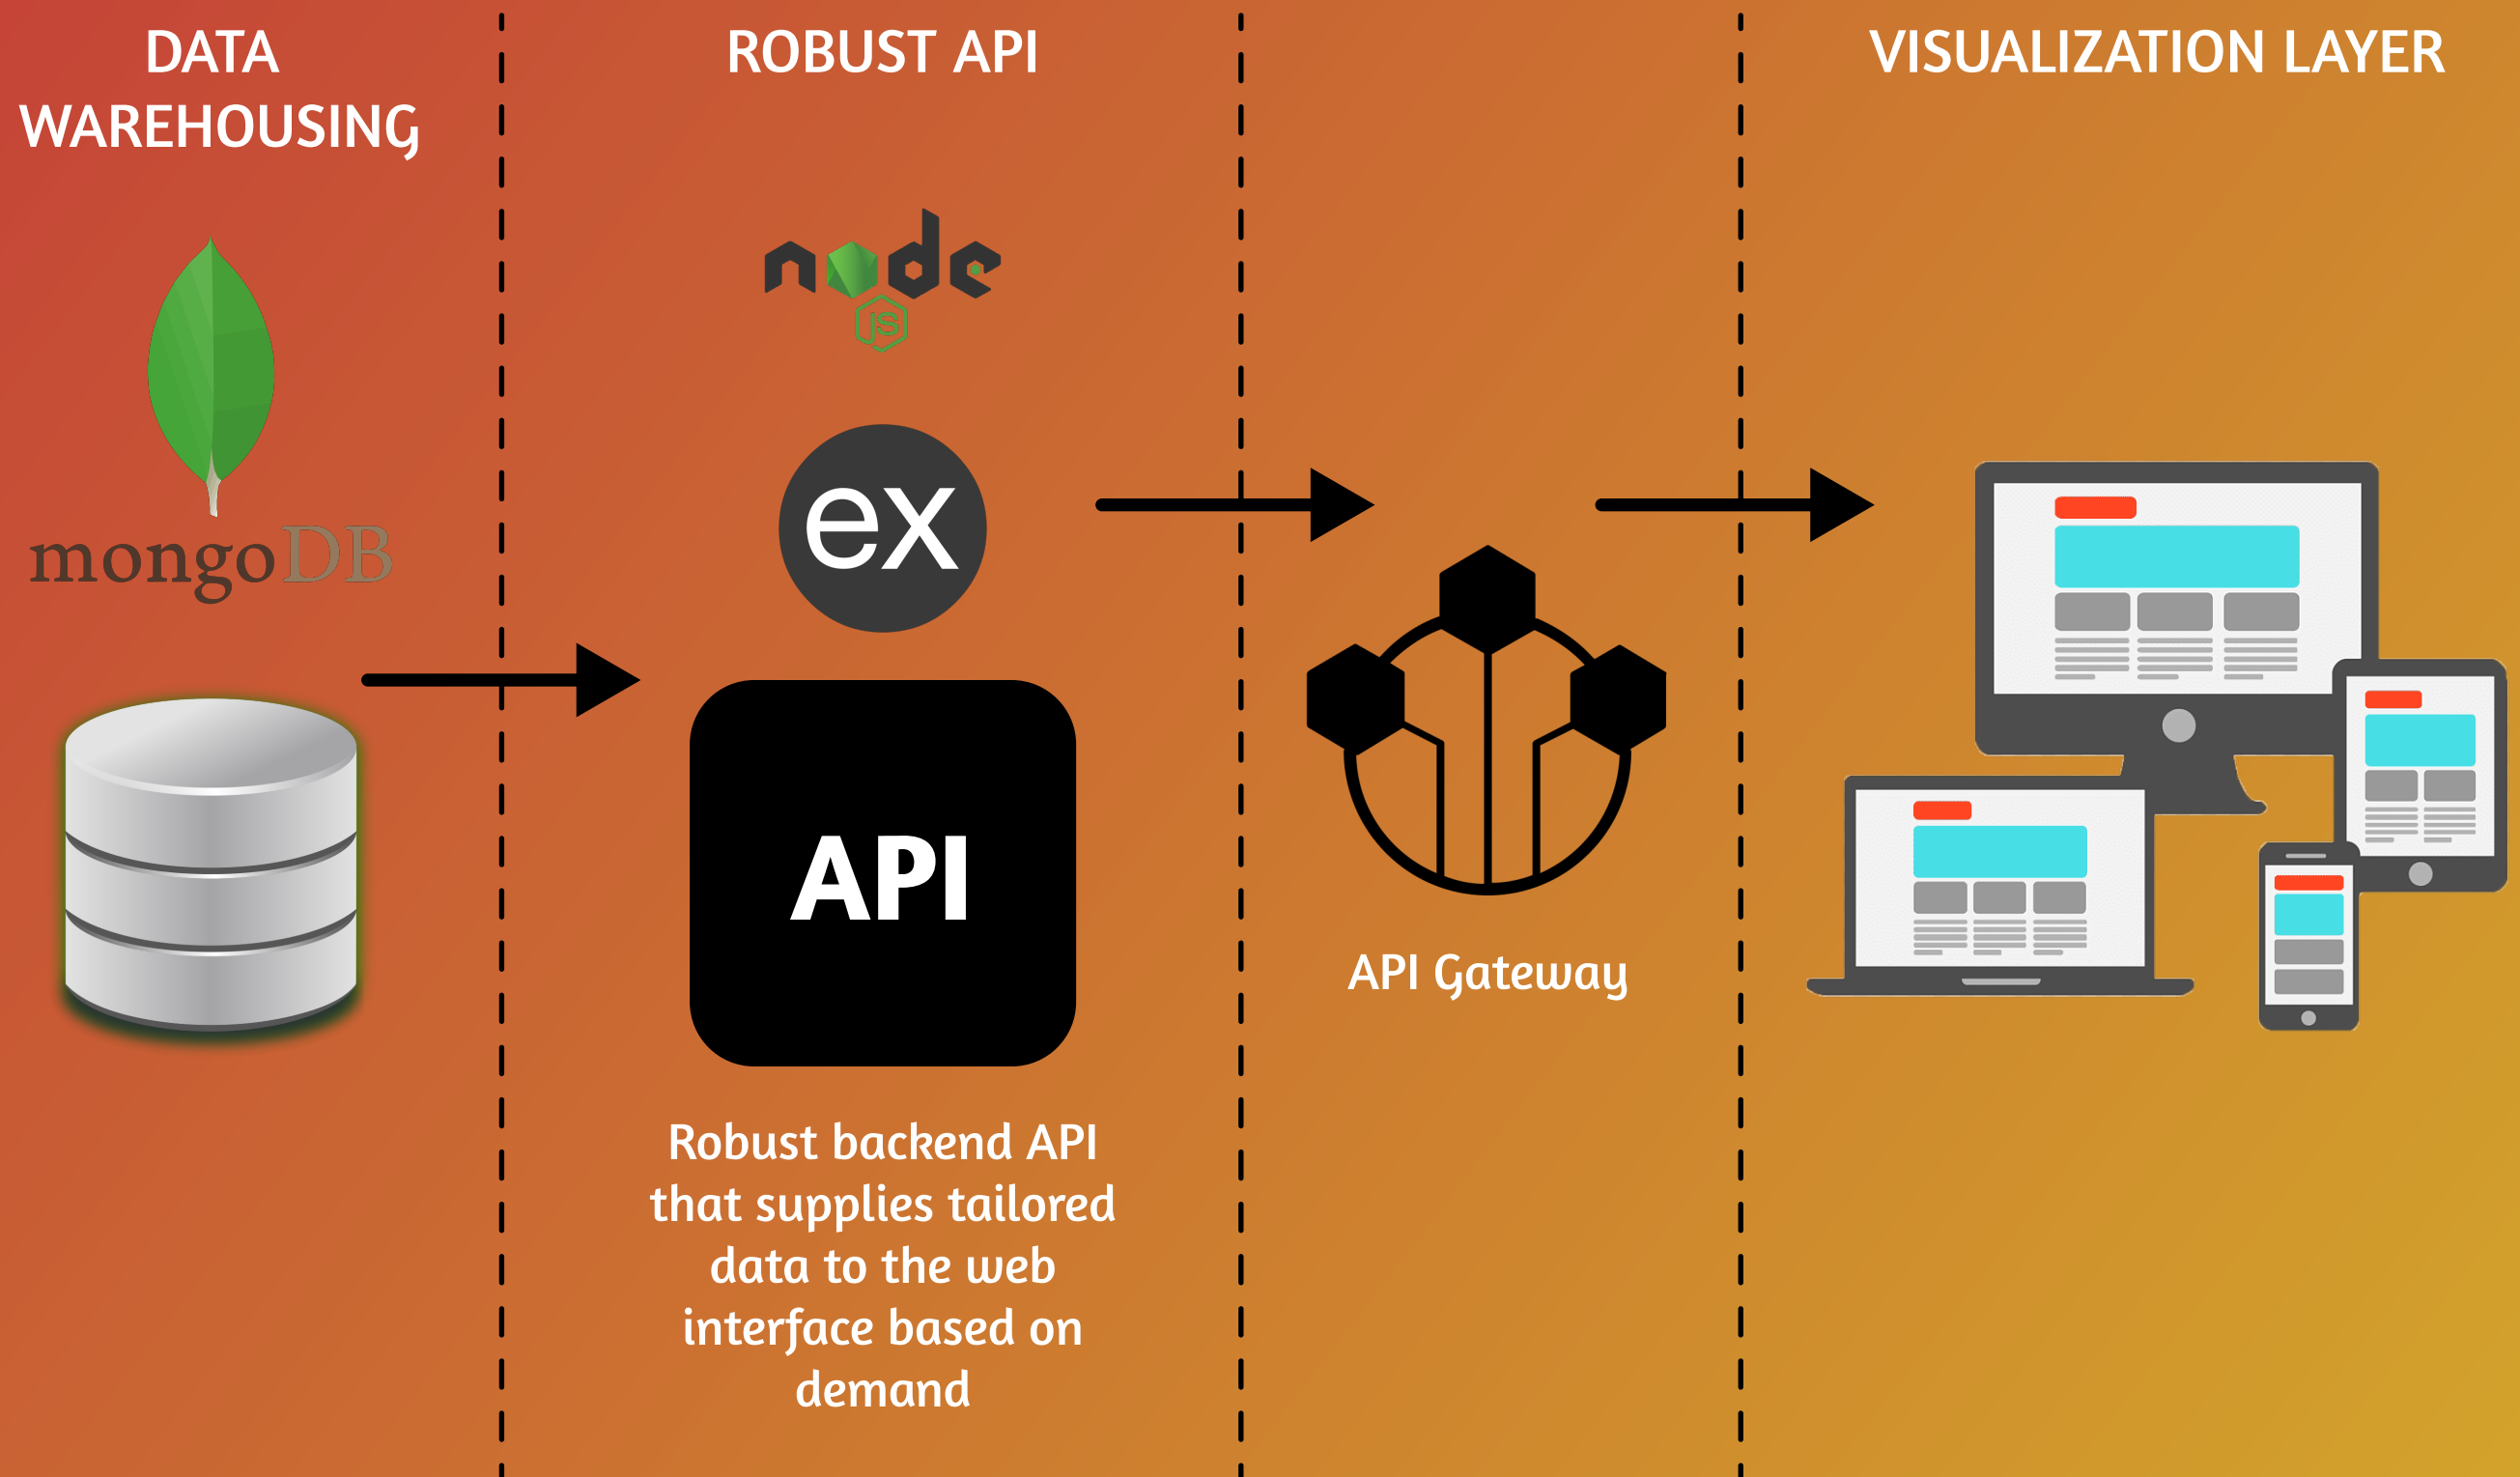 DATA
WAREHOUSING
ROBUST API
VISUALIZATION LAYER
mongoDB
node
JS
ex
API
API Gateway
Robust backend API
that supplies tailored
data to the web
interface based on
demand